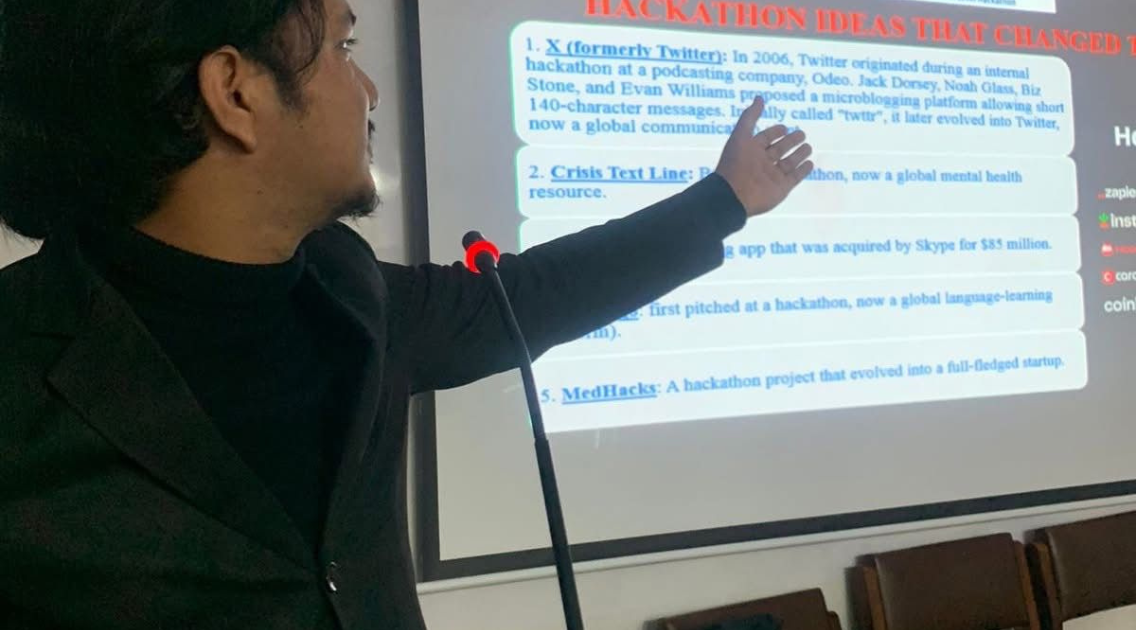 HACKATHON IDEAS THAT CHANGED
1. X (formerly Twitter): In 2006, Twitter originated during an internal
hackathon at a podcasting company, Odeo. Jack Dorsey, Noah Glass, Biz
Stone, and Evan Williams proposed a microblogging platform allowing short
140-character messages. called "twttr", it later evolved into Twitter,
now a global
2. Crisis Text Line: now a global mental health
resource.
app that was acquired by Skype for $85 million.
first pitched at a hackathon, now a global language-learning
5. MedHacks: A hackathon project that evolved into a full-fledged startup.